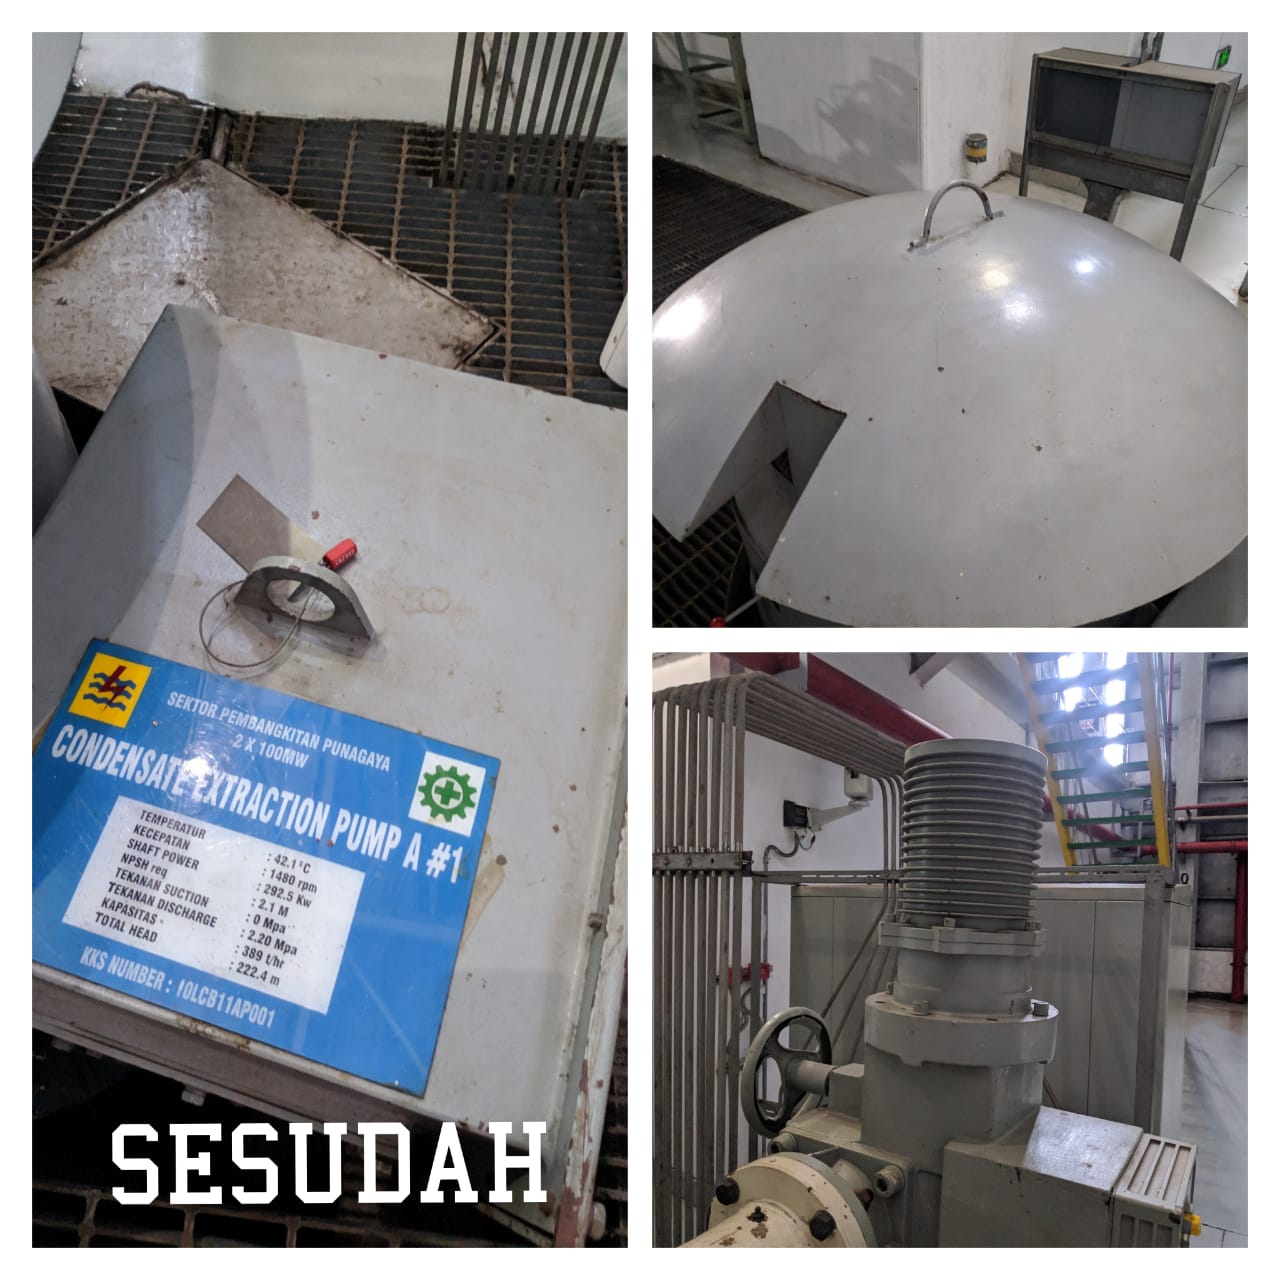 SEKTOR PEMBANGKITAN PUNAGAYA
2 X 100MW
CONDENSATE EXTRACTION PUMP A #1
TEMPERATUR : 42.1 °C
KECEPATAN : 1480 rpm
SHAFT POWER : 292.5 Kw
NPSH req : 2.1 M
TEKANAN SUCTION : 0 Mpa
TEKANAN DISCHARGE : 2.20 Mpa
KAPASITAS : 389 t/hr
TOTAL HEAD : 222.4 m
KKS NUMBER : 10LCB11AP001
SESUDAH